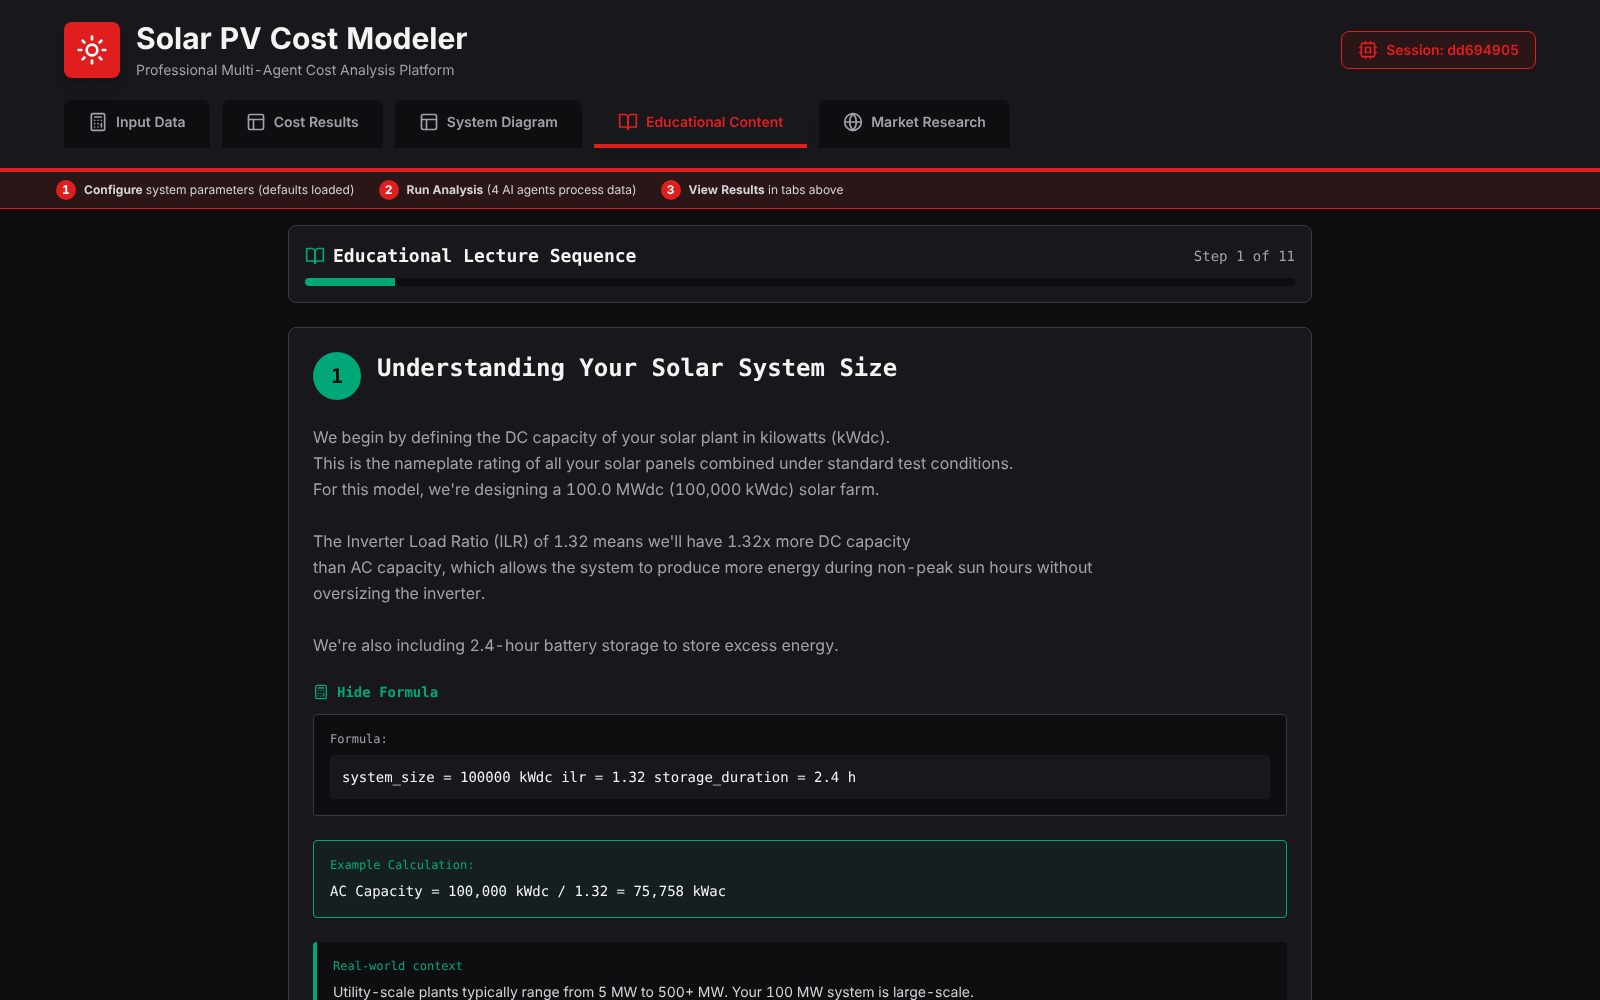 Solar PV Cost Modeler
Professional Multi-Agent Cost Analysis Platform
Session: dd694905
Input Data
Cost Results
System Diagram
Educational Content
Market Research
1 Configure system parameters (defaults loaded)
2 Run Analysis (4 AI agents process data)
3 View Results in tabs above
Educational Lecture Sequence
Step 1 of 11
1
Understanding Your Solar System Size
We begin by defining the DC capacity of your solar plant in kilowatts (kWdc).
This is the nameplate rating of all your solar panels combined under standard test conditions.
For this model, we're designing a 100.0 MWdc (100,000 kWdc) solar farm.
The Inverter Load Ratio (ILR) of 1.32 means we'll have 1.32x more DC capacity
than AC capacity, which allows the system to produce more energy during non-peak sun hours without
oversizing the inverter.
We're also including 2.4-hour battery storage to store excess energy.
Hide Formula
Formula:
system_size = 100000 kWdc ilr = 1.32 storage_duration = 2.4 h
Example Calculation:
AC Capacity = 100,000 kWdc / 1.32 = 75,758 kWac
Real-world context
Utility-scale plants typically range from 5 MW to 500+ MW. Your 100 MW system is large-scale.